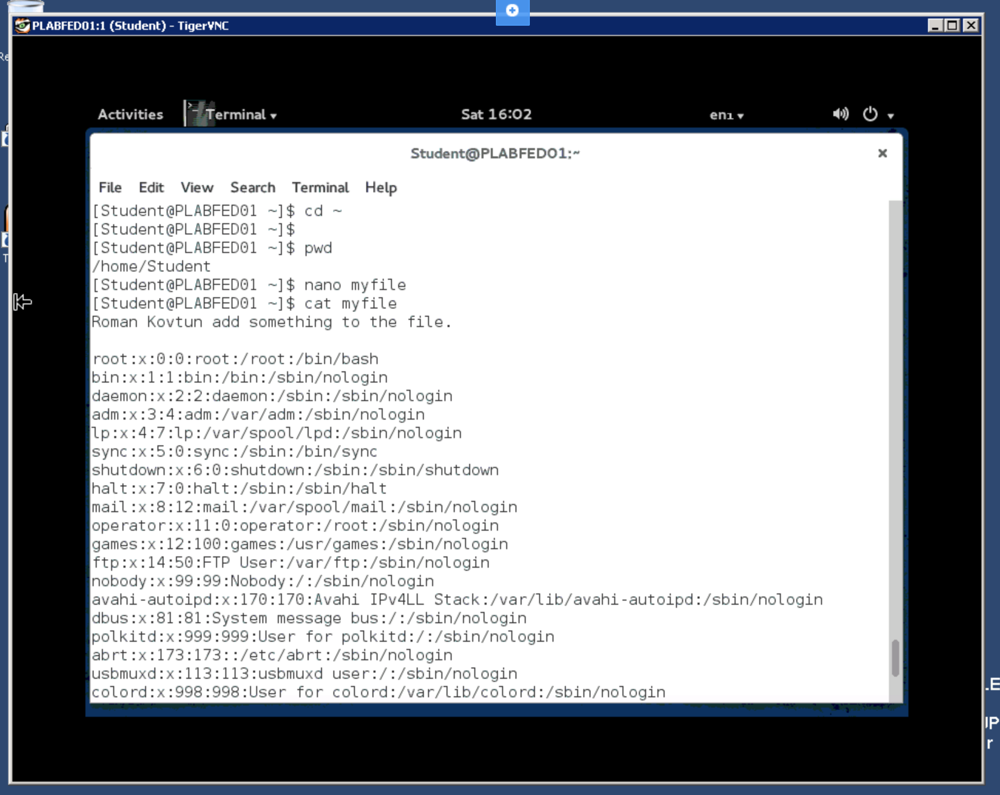 PLABFED01:1 (Student) - TigerVNC
Activities
Terminal
Sat 16:02
en1
Student@PLABFED01:~
File Edit View Search Terminal Help
[Student@PLABFED01 ~]$ cd ~
[Student@PLABFED01 ~]$
[Student@PLABFED01 ~]$ pwd
/home/Student
[Student@PLABFED01 ~]$ nano myfile
[Student@PLABFED01 ~]$ cat myfile
Roman Kovtun add something to the file.
root:x:0:0:root:/root:/bin/bash
bin:x:1:1:bin:/bin:/sbin/nologin
daemon:x:2:2:daemon:/sbin:/sbin/nologin
adm:x:3:4:adm:/var/adm:/sbin/nologin
lp:x:4:7:lp:/var/spool/lpd:/sbin/nologin
sync:x:5:0:sync:/sbin:/bin/sync
shutdown:x:6:0:shutdown:/sbin:/sbin/shutdown
halt:x:7:0:halt:/sbin:/sbin/halt
mail:x:8:12:mail:/var/spool/mail:/sbin/nologin
operator:x:11:0:operator:/root:/sbin/nologin
games:x:12:100:games:/usr/games:/sbin/nologin
ftp:x:14:50:FTP User:/var/ftp:/sbin/nologin
nobody:x:99:99:Nobody:/:/sbin/nologin
avahi-autoipd:x:170:170:Avahi IPv4LL Stack:/var/lib/avahi-autoipd:/sbin/nologin
dbus:x:81:81:System message bus:/:/sbin/nologin
polkitd:x:999:999:User for polkitd:/:/sbin/nologin
abrt:x:173:173::/etc/abrt:/sbin/nologin
usbmuxd:x:113:113:usbmuxd user:/:/sbin/nologin
colord:x:998:998:User for colord:/var/lib/colord:/sbin/nologin